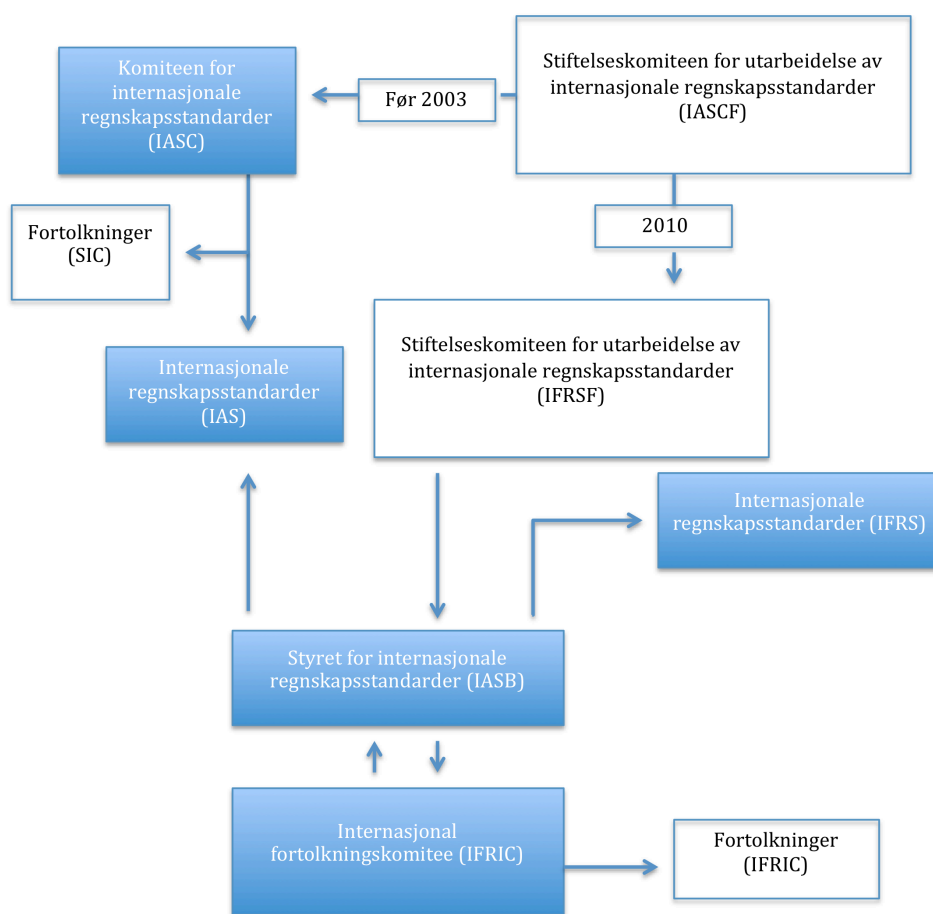 Komiteen for
internasjonale
regnskapsstandarder
(IASC)
Før 2003
Stiftelseskomiteen for utarbeidelse av
internasjonale regnskapsstandarder
(IASCF)
Fortolkninger
(SIC)
2010
Internasjonale
regnskapsstandarder
(IAS)
Stiftelseskomiteen for utarbeidelse av
internasjonale regnskapsstandarder
(IFRSF)
Internasjonale
regnskapsstandarder (IFRS)
Styret for internasjonale
regnskapsstandarder (IASB)
Internasjonal
fortolkningskomitee (IFRIC)
Fortolkninger
(IFRIC)